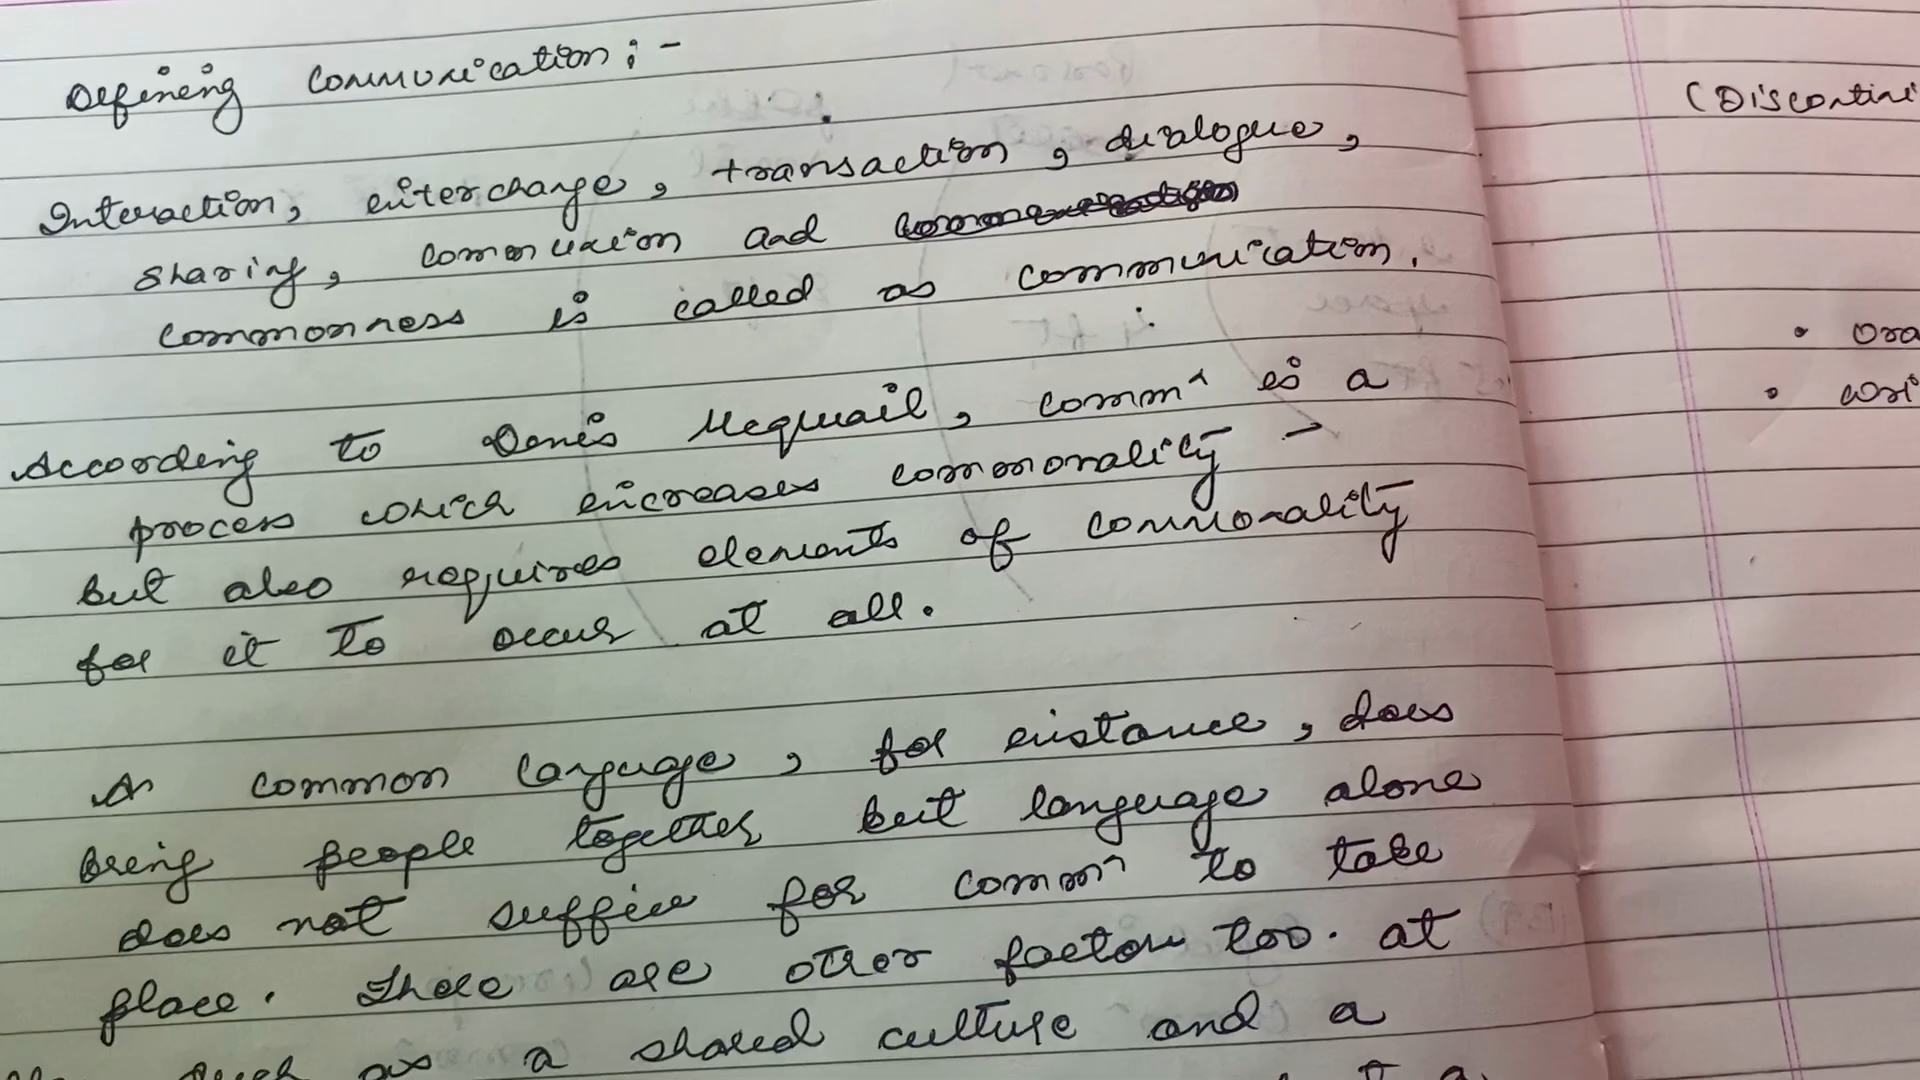 Defining Communication :-
Interaction, interchange, transaction, dialogue,
sharing, communion and
commonness is called as communication.
According to Denis Mcquail, comm^n is a
process which increases commonality -
but also requires elements of commonality
for it to occur at all.
A common language, for instance, does
bring people together but language alone
does not suffice for comm^n to take
place. There are other factors too. at
such as a shared culture and a
(Discontini
• Ora
• wri